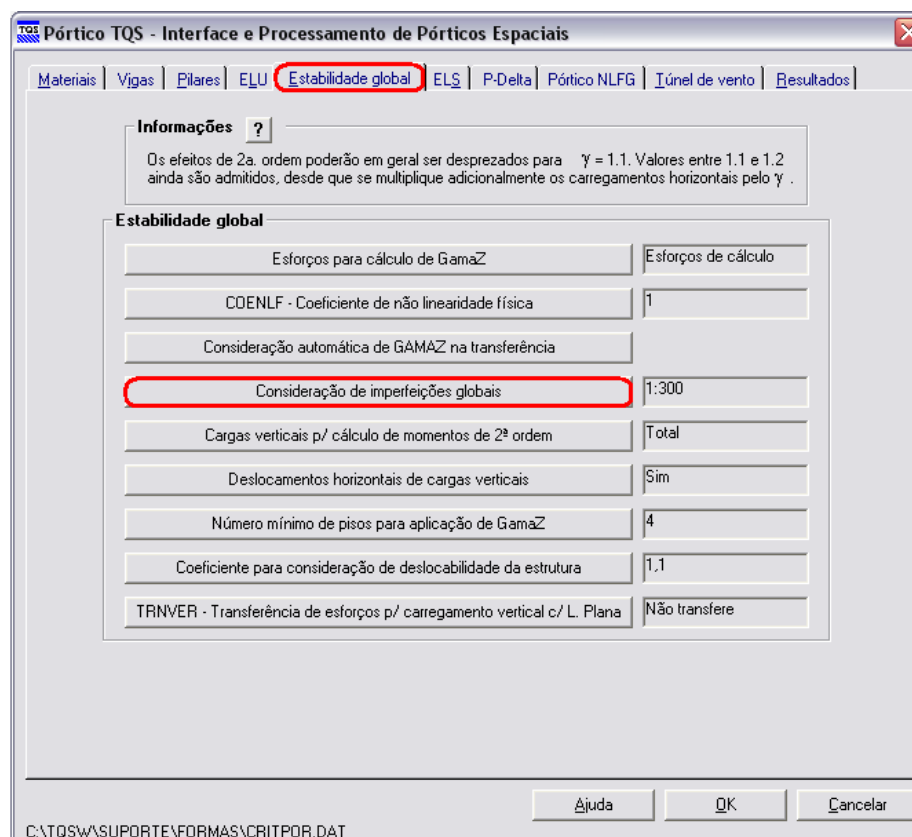 TQS Pórtico TQS - Interface e Processamento de Pórticos Espaciais
Materiais Vigas Pilares ELU Estabilidade global ELS P-Delta Pórtico NLFG Túnel de vento Resultados
Informações ?
Os efeitos de 2a. ordem poderão em geral ser desprezados para γ = 1.1. Valores entre 1.1 e 1.2
ainda são admitidos, desde que se multiplique adicionalmente os carregamentos horizontais pelo γ .
Estabilidade global
Esforços para cálculo de GamaZ Esforços de cálculo
COENLF - Coeficiente de não linearidade física 1
Consideração automática de GAMAZ na transferência
Consideração de imperfeições globais 1:300
Cargas verticais p/ cálculo de momentos de 2ª ordem Total
Deslocamentos horizontais de cargas verticais Sim
Número mínimo de pisos para aplicação de GamaZ 4
Coeficiente para consideração de deslocabilidade da estrutura 1,1
TRNVER - Transferência de esforços p/ carregamento vertical c/ L. Plana Não transfere
Ajuda OK Cancelar
C:\TQSW\SUPORTE\FORMAS\CRITPOR.DAT